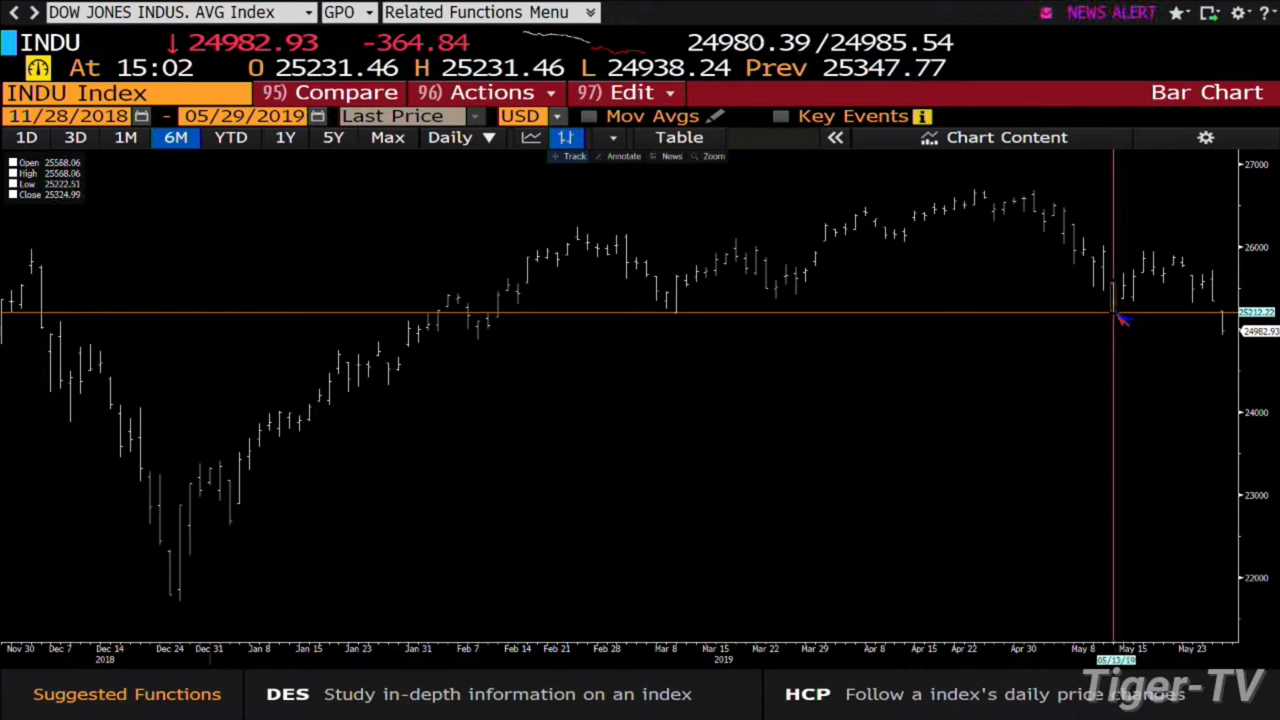 DOW JONES INDUS. AVG Index GPO Related Functions Menu NEWS ALERT ?
INDU ↓ 24982.93 -364.84 24980.39/24985.54
At 15:02 O 25231.46 H 25231.46 L 24938.24 Prev 25347.77
INDU Index 95) Compare 96) Actions 97) Edit Bar Chart
11/28/2018 - 05/29/2019 Last Price USD Mov Avgs Key Events i
1D 3D 1M 6M YTD 1Y 5Y Max Daily ▼ Table « Chart Content
Track Annotate News Zoom
Open 25568.06
High 25568.06
Low 25222.51
Close 25324.99
27000
26000
25212.22
24982.93
24000
23000
22000
Nov 30 Dec 7 Dec 14 Dec 24 Dec 31 Jan 8 Jan 15 Jan 23 Jan 31 Feb 7 Feb 14 Feb 21 Feb 28 Mar 8 Mar 15 Mar 22 Mar 29 Apr 5 Apr 15 Apr 22 Apr 30 May 8 May 15 May 23
2018 2019 05/13/19
Suggested Functions DES Study in-depth information on an index HCP Follow a index's daily price changes
Tiger-TV